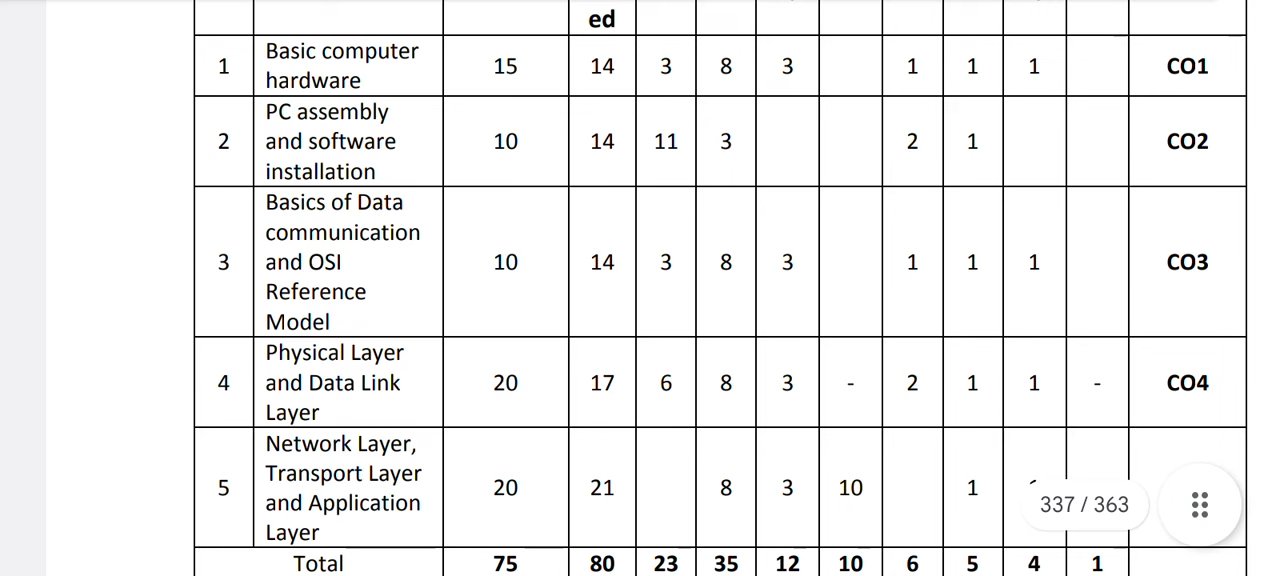 ed
1 Basic computer hardware 15 14 3 8 3 1 1 1 CO1
2 PC assembly and software installation 10 14 11 3 2 1 CO2
3 Basics of Data communication and OSI Reference Model 10 14 3 8 3 1 1 1 CO3
4 Physical Layer and Data Link Layer 20 17 6 8 3 - 2 1 1 - CO4
5 Network Layer, Transport Layer and Application Layer 20 21 8 3 10 1
337 / 363
Total 75 80 23 35 12 10 6 5 4 1